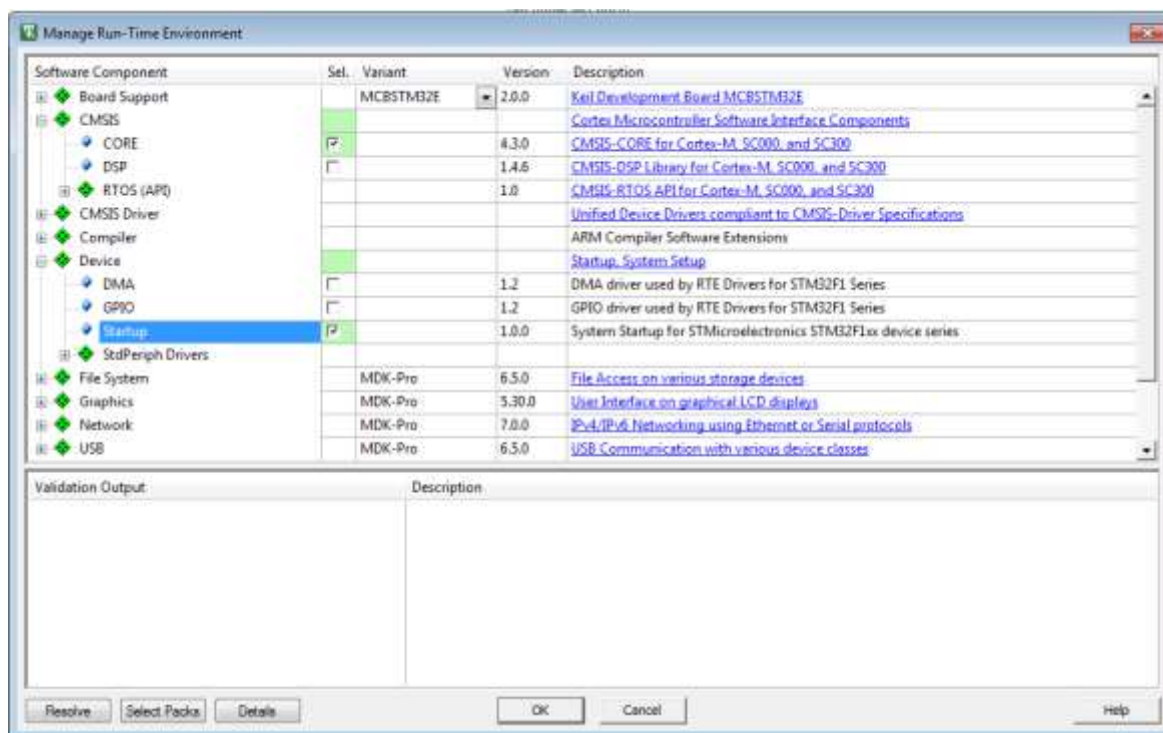 Manage Run-Time Environment
Software Component Sel. Variant Version Description
Board Support MCBSTM32E 2.0.0 Keil Development Board MCBSTM32E
CMSIS Cortex Microcontroller Software Interface Components
CORE 4.3.0 CMSIS-CORE for Cortex-M, SC000, and SC300
DSP 1.4.6 CMSIS-DSP Library for Cortex-M, SC000, and SC300
RTOS (API) 1.0 CMSIS-RTOS API for Cortex-M, SC000, and SC300
CMSIS Driver Unified Device Drivers compliant to CMSIS-Driver Specifications
Compiler ARM Compiler Software Extensions
Device Startup, System Setup
DMA 1.2 DMA driver used by RTE Drivers for STM32F1 Series
GPIO 1.2 GPIO driver used by RTE Drivers for STM32F1 Series
Startup 1.0.0 System Startup for STMicroelectronics STM32F1xx device series
StdPeriph Drivers
File System MDK-Pro 6.5.0 File Access on various storage devices
Graphics MDK-Pro 5.30.0 User Interface on graphical LCD displays
Network MDK-Pro 7.0.0 IPv4/IPv6 Networking using Ethernet or Serial protocols
USB MDK-Pro 6.5.0 USB Communication with various device classes
Validation Output Description
Resolve Select Packs Details OK Cancel Help